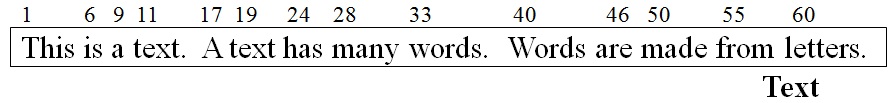 1 6 9 11 17 19 24 28 33 40 46 50 55 60
This is a text. A text has many words. Words are made from letters.
Text